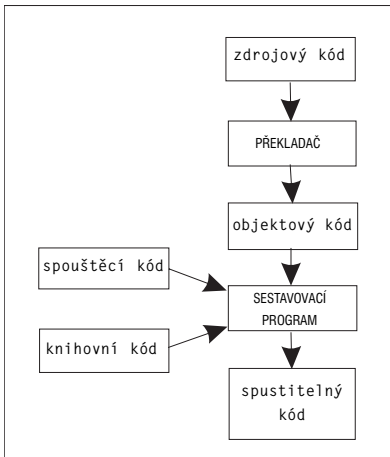 zdrojový kód
PŘEKLADAČ
objektový kód
spouštěcí kód
SESTAVOVACÍ
PROGRAM
knihovní kód
spustitelný
kód